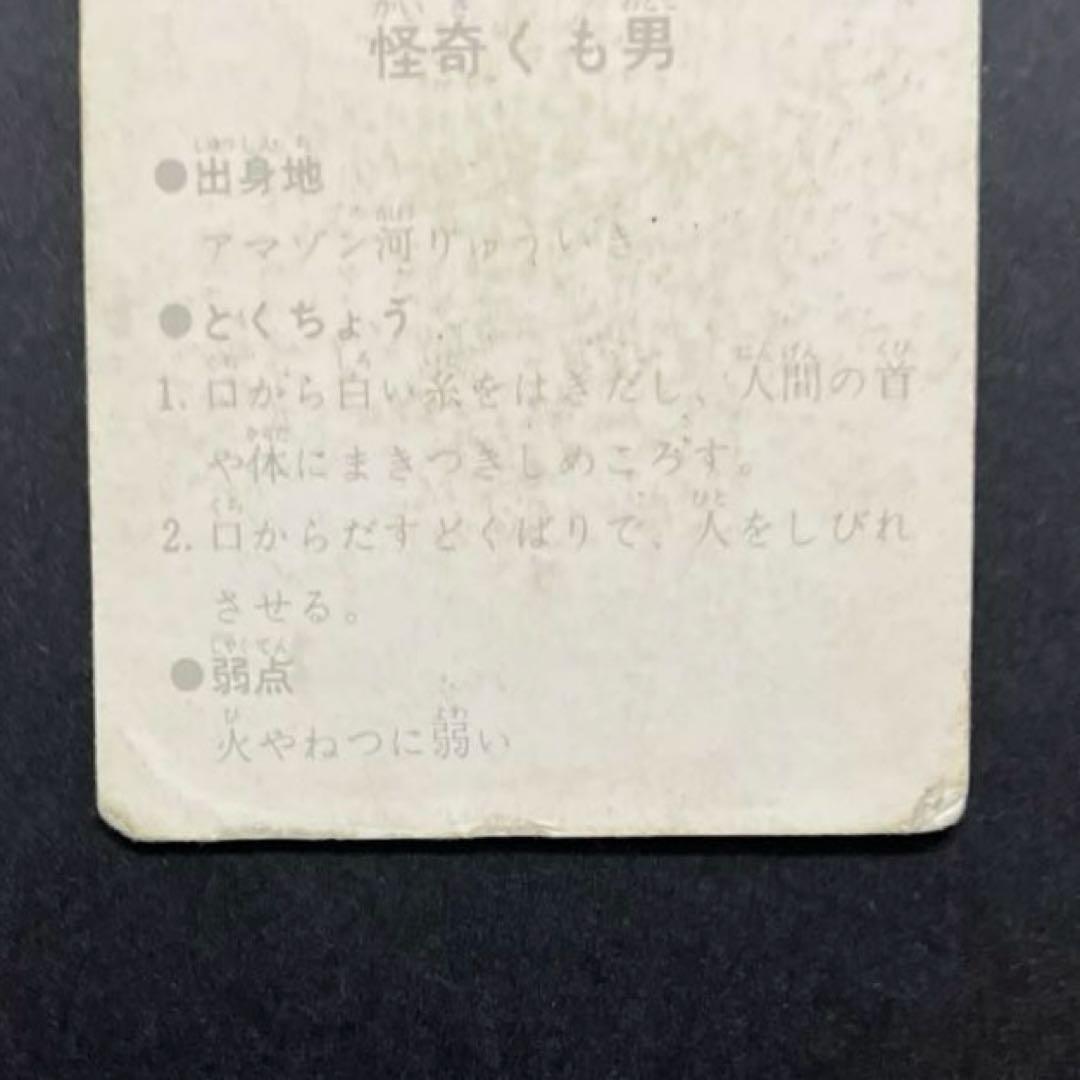 怪奇くも男
●出身地
アマゾン河りゅういき
●とくちょう
1. 口から白い糸をはきだし、人間の首
や体にまきつきしめころす。
2. 口からだすどくばりで、人をしびれ
させる。
●弱点
火やねつに弱い